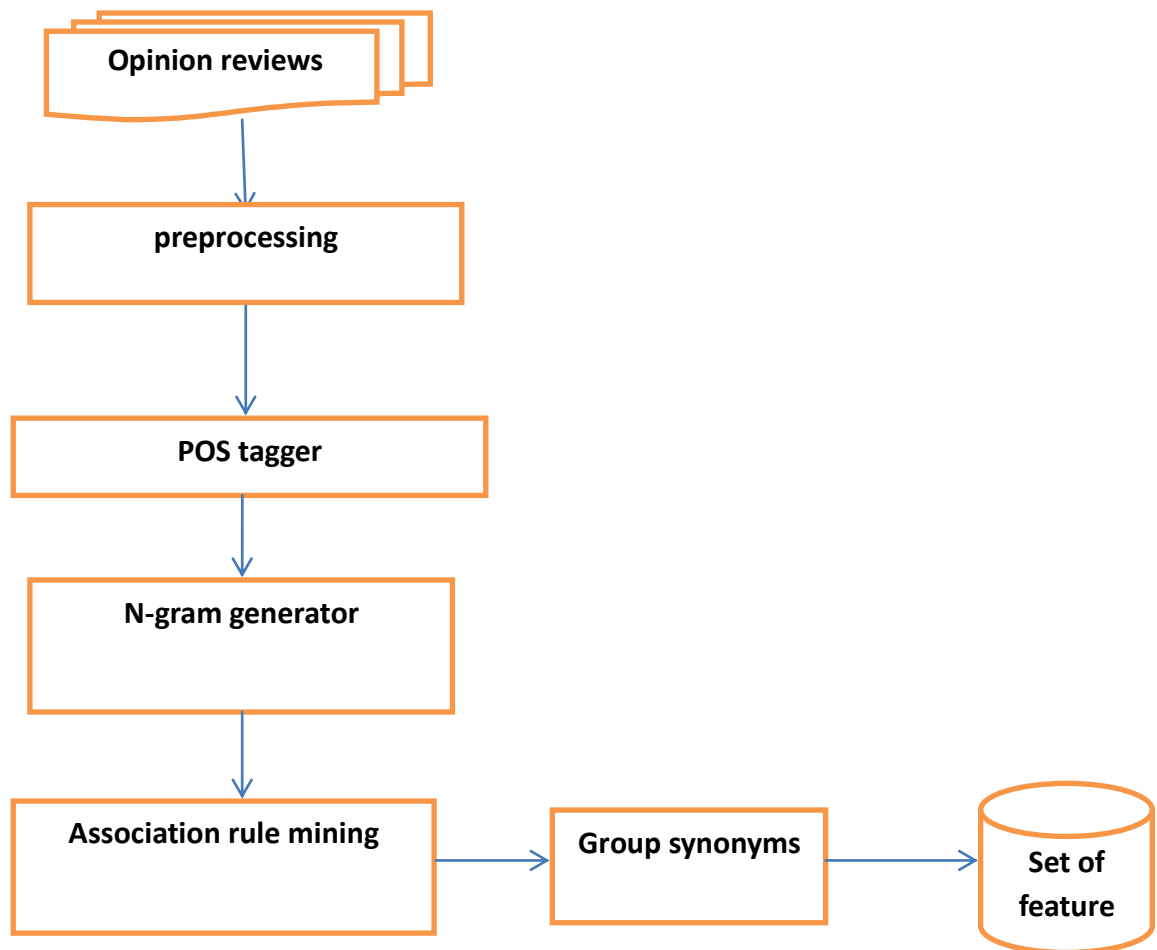 Opinion reviews
preprocessing
POS tagger
N-gram generator
Association rule mining
Group synonyms
Set of
feature